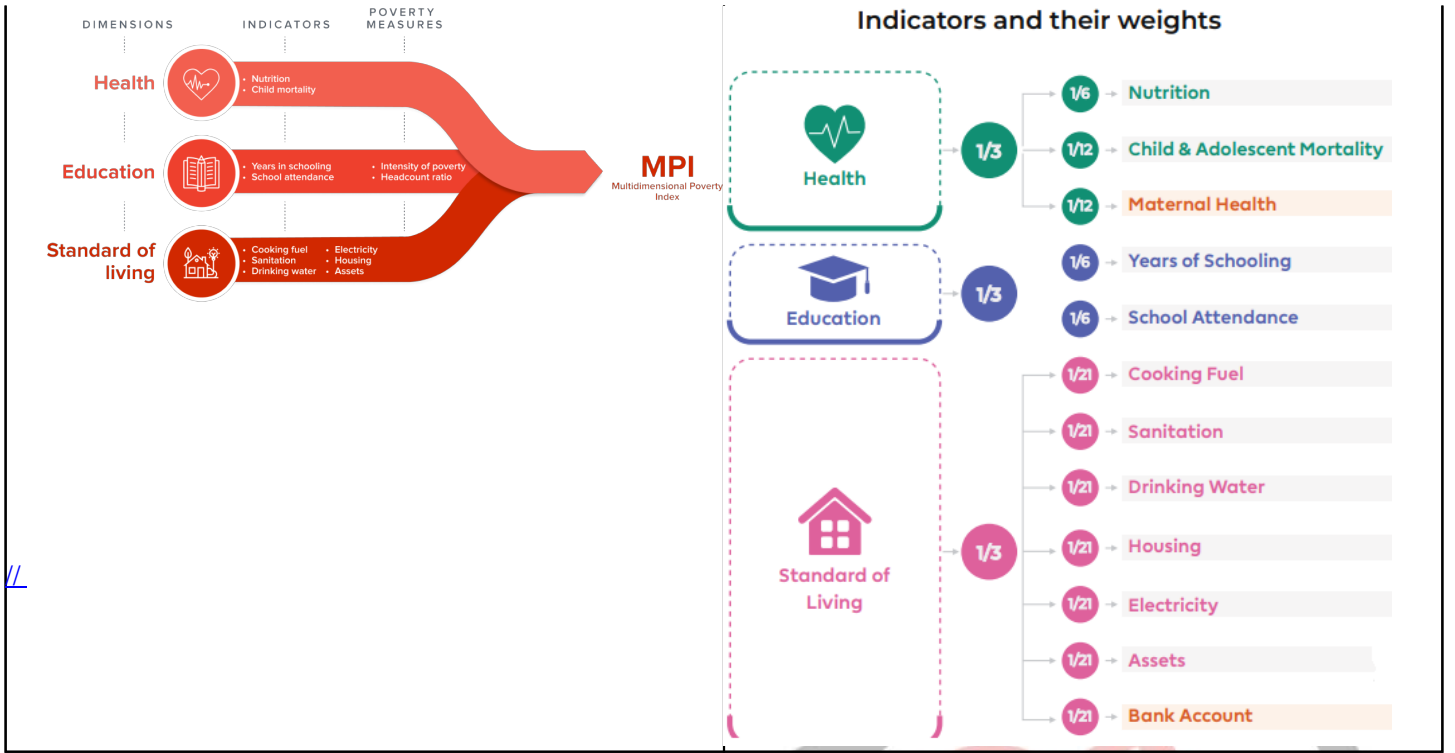 DIMENSIONS
INDICATORS
POVERTY
MEASURES
Health
• Nutrition
• Child mortality
Education
• Years in schooling
• School attendance
• Intensity of poverty
• Headcount ratio
Standard of
living
• Cooking fuel
• Sanitation
• Drinking water
• Electricity
• Housing
• Assets
MPI
Multidimensional Poverty
Index
//
Indicators and their weights
Health
1/3
1/6 Nutrition
1/12 Child & Adolescent Mortality
1/12 Maternal Health
Education
1/3
1/6 Years of Schooling
1/6 School Attendance
Standard of
Living
1/3
1/21 Cooking Fuel
1/21 Sanitation
1/21 Drinking Water
1/21 Housing
1/21 Electricity
1/21 Assets
1/21 Bank Account